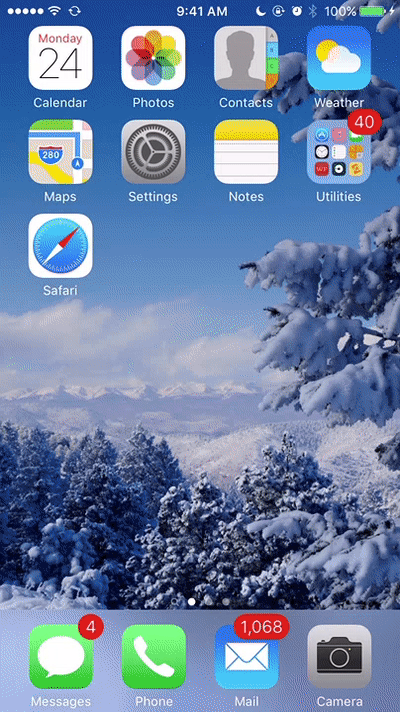 9:41 AM 100%
Monday
24
280
40
Calendar Photos Contacts Weather
Maps Settings Notes Utilities
Safari
4
1,068
Messages Phone Mail Camera